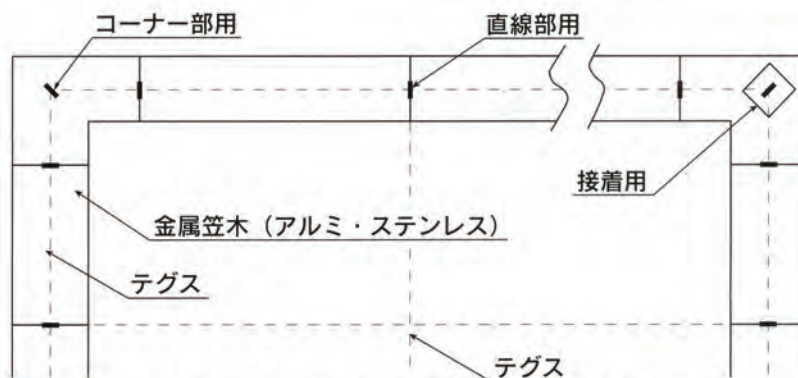 コーナー部用
直線部用
接着用
金属笠木（アルミ・ステンレス）
テグス
テグス